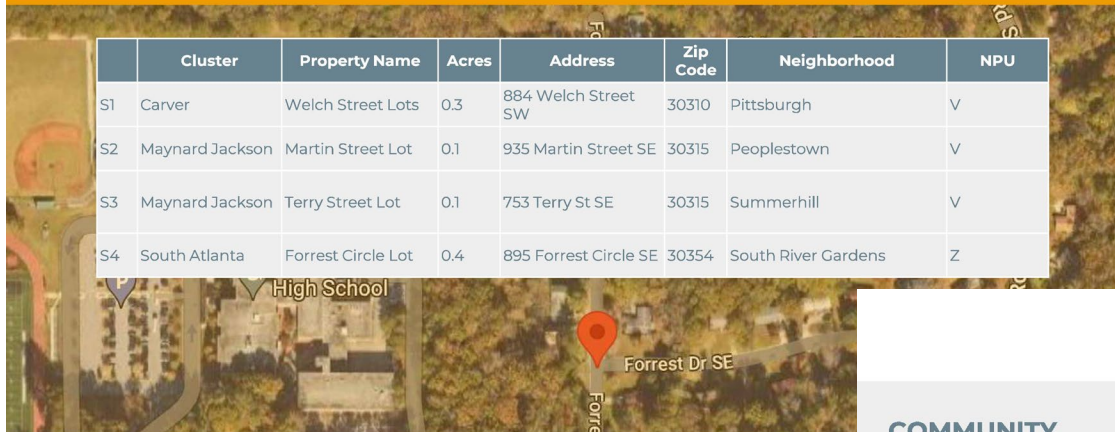 Cluster Property Name Acres Address Zip Code Neighborhood NPU
S1 Carver Welch Street Lots 0.3 884 Welch Street SW 30310 Pittsburgh V
S2 Maynard Jackson Martin Street Lot 0.1 935 Martin Street SE 30315 Peoplestown V
S3 Maynard Jackson Terry Street Lot 0.1 753 Terry St SE 30315 Summerhill V
S4 South Atlanta Forrest Circle Lot 0.4 895 Forrest Circle SE 30354 South River Gardens Z
High School
P
Forrest Dr SE
COMMUNITY